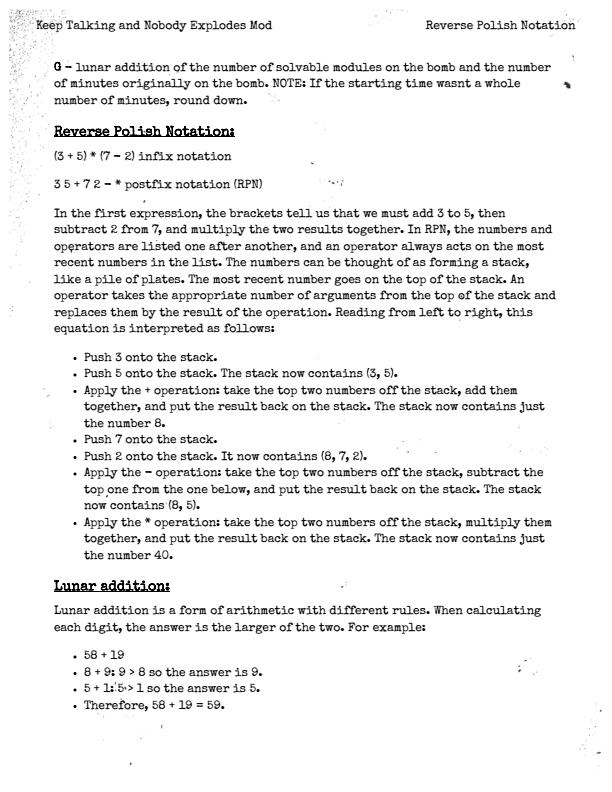 Keep Talking and Nobody Explodes Mod Reverse Polish Notation
G – lunar addition of the number of solvable modules on the bomb and the number
of minutes originally on the bomb. NOTE: If the starting time wasnt a whole
number of minutes, round down.
Reverse Polish Notation:
(3 + 5) * (7 – 2) infix notation
3 5 + 7 2 – * postfix notation (RPN)
In the first expression, the brackets tell us that we must add 3 to 5, then
subtract 2 from 7, and multiply the two results together. In RPN, the numbers and
operators are listed one after another, and an operator always acts on the most
recent numbers in the list. The numbers can be thought of as forming a stack,
like a pile of plates. The most recent number goes on the top of the stack. An
operator takes the appropriate number of arguments from the top of the stack and
replaces them by the result of the operation. Reading from left to right, this
equation is interpreted as follows:
• Push 3 onto the stack.
• Push 5 onto the stack. The stack now contains (3, 5).
• Apply the + operation: take the top two numbers off the stack, add them
together, and put the result back on the stack. The stack now contains just
the number 8.
• Push 7 onto the stack.
• Push 2 onto the stack. It now contains (8, 7, 2).
• Apply the – operation: take the top two numbers off the stack, subtract the
top one from the one below, and put the result back on the stack. The stack
now contains (8, 5).
• Apply the * operation: take the top two numbers off the stack, multiply them
together, and put the result back on the stack. The stack now contains just
the number 40.
Lunar addition:
Lunar addition is a form of arithmetic with different rules. When calculating
each digit, the answer is the larger of the two. For example:
• 58 + 19
• 8 + 9: 9 > 8 so the answer is 9.
• 5 + 1: 5 > 1 so the answer is 5.
• Therefore, 58 + 19 = 59.